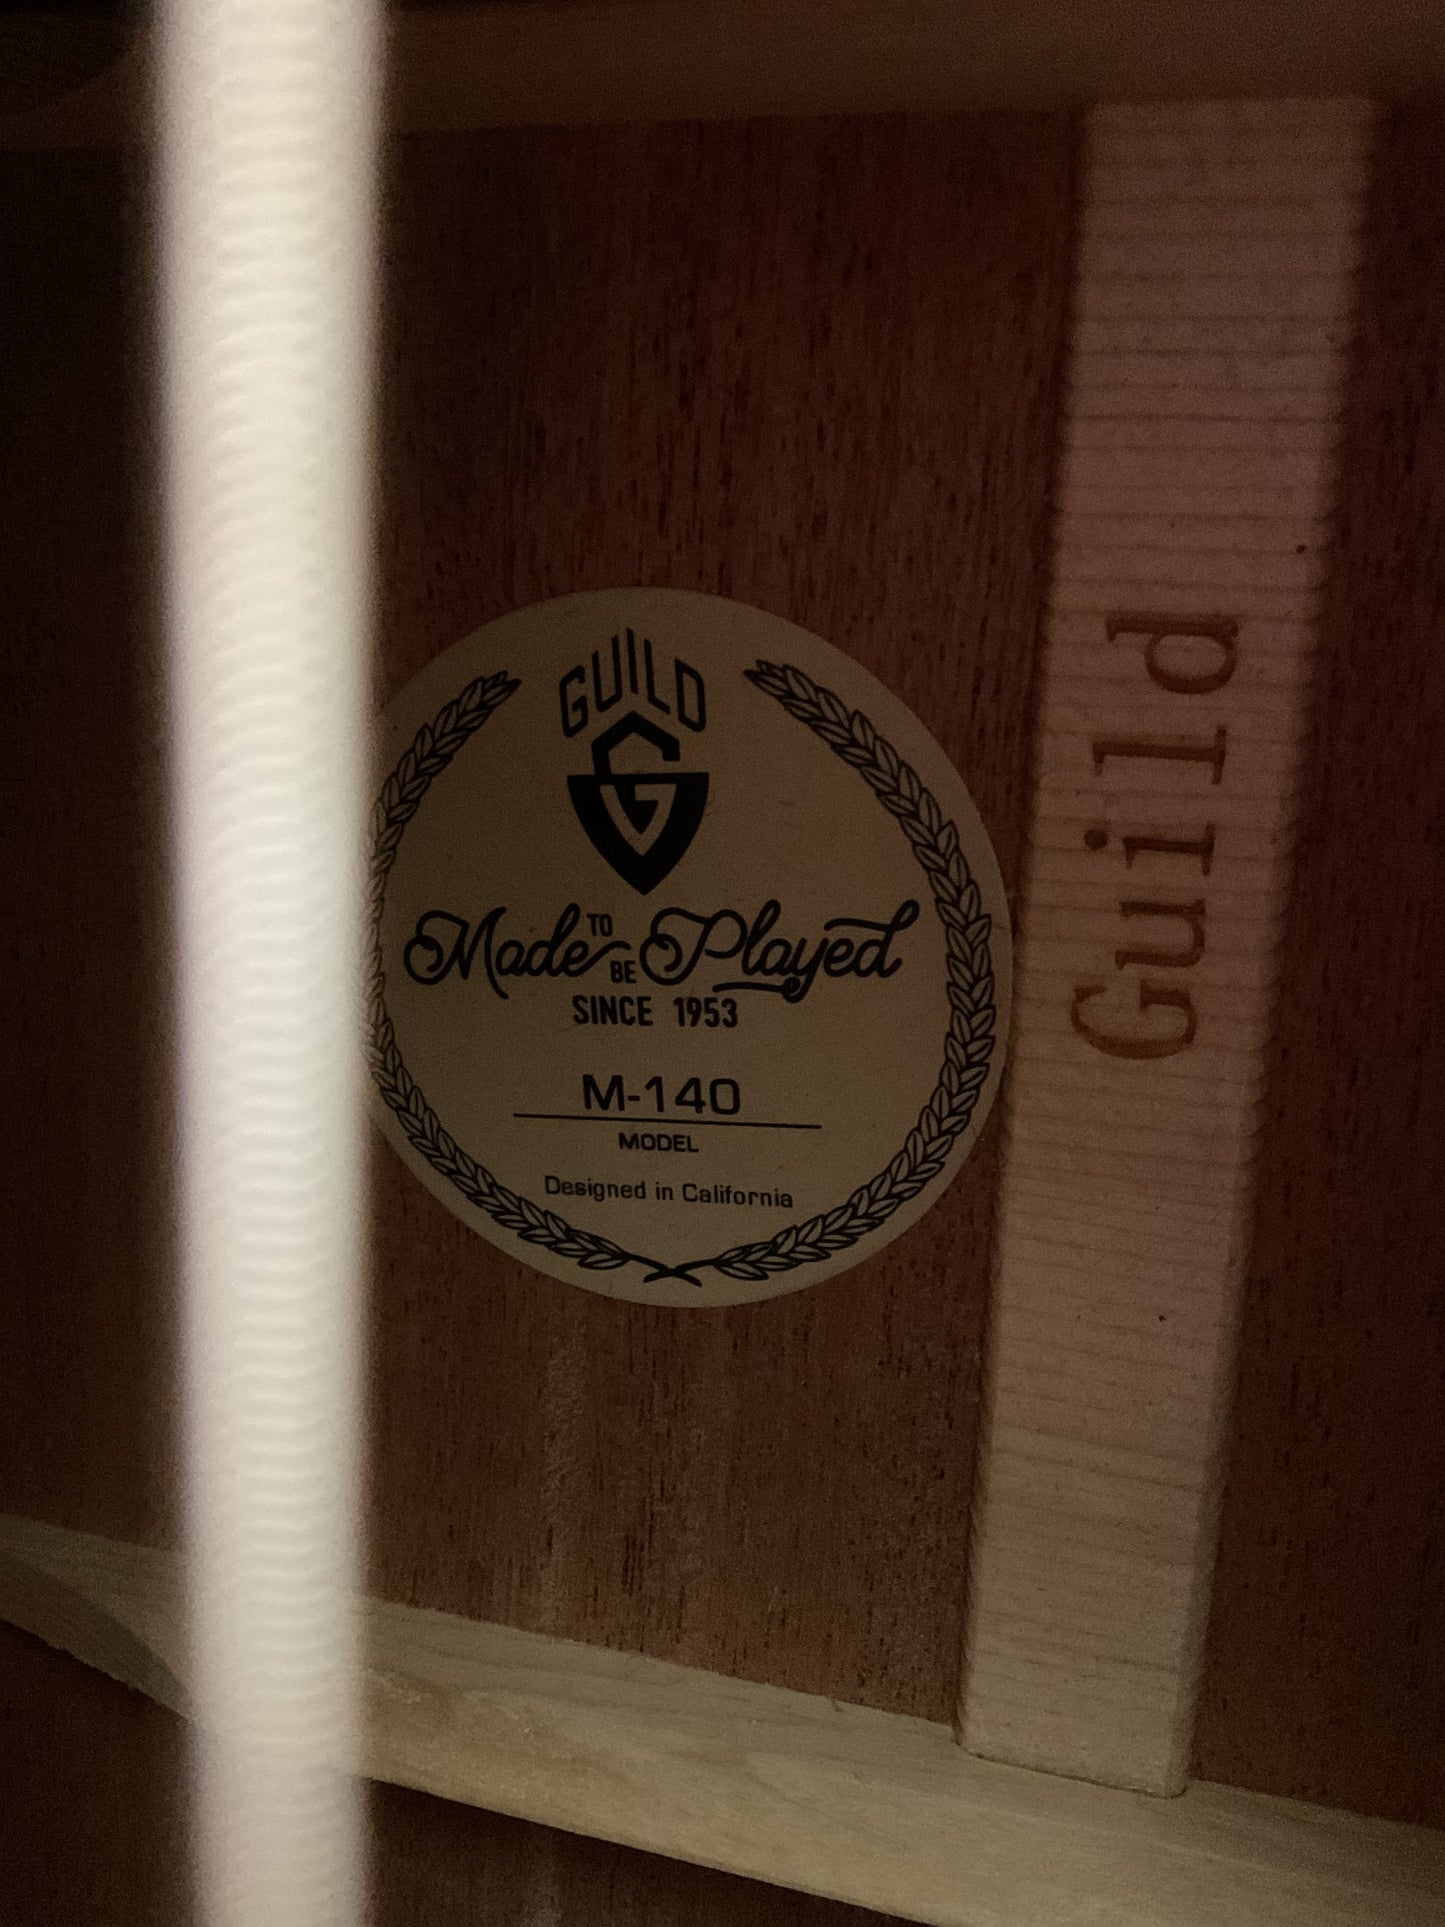 GUILD
G
Made TO BE Played
SINCE 1953
M-140
MODEL
Designed in California
Guild